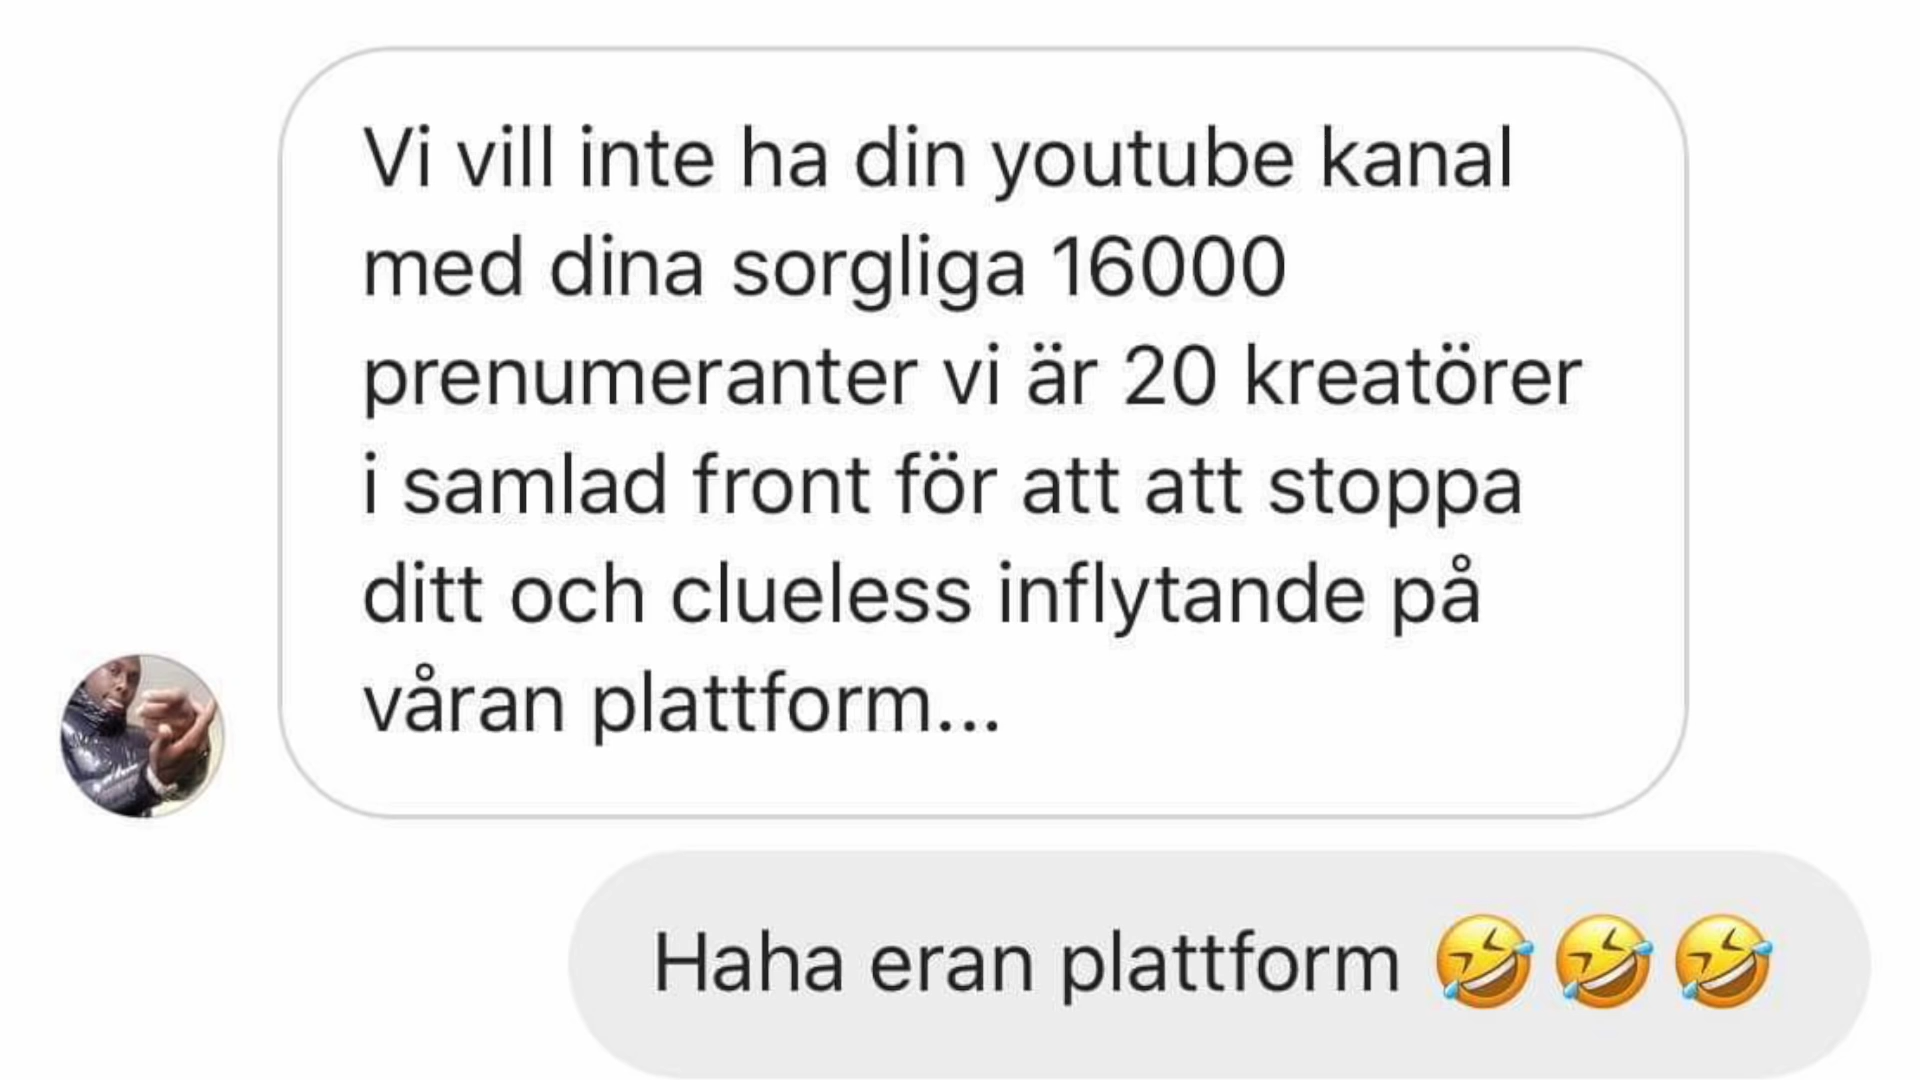 Vi vill inte ha din youtube kanal
med dina sorgliga 16000
prenumeranter vi är 20 kreatörer
i samlad front för att att stoppa
ditt och clueless inflytande på
våran plattform...
Haha eran plattform 🤣🤣🤣